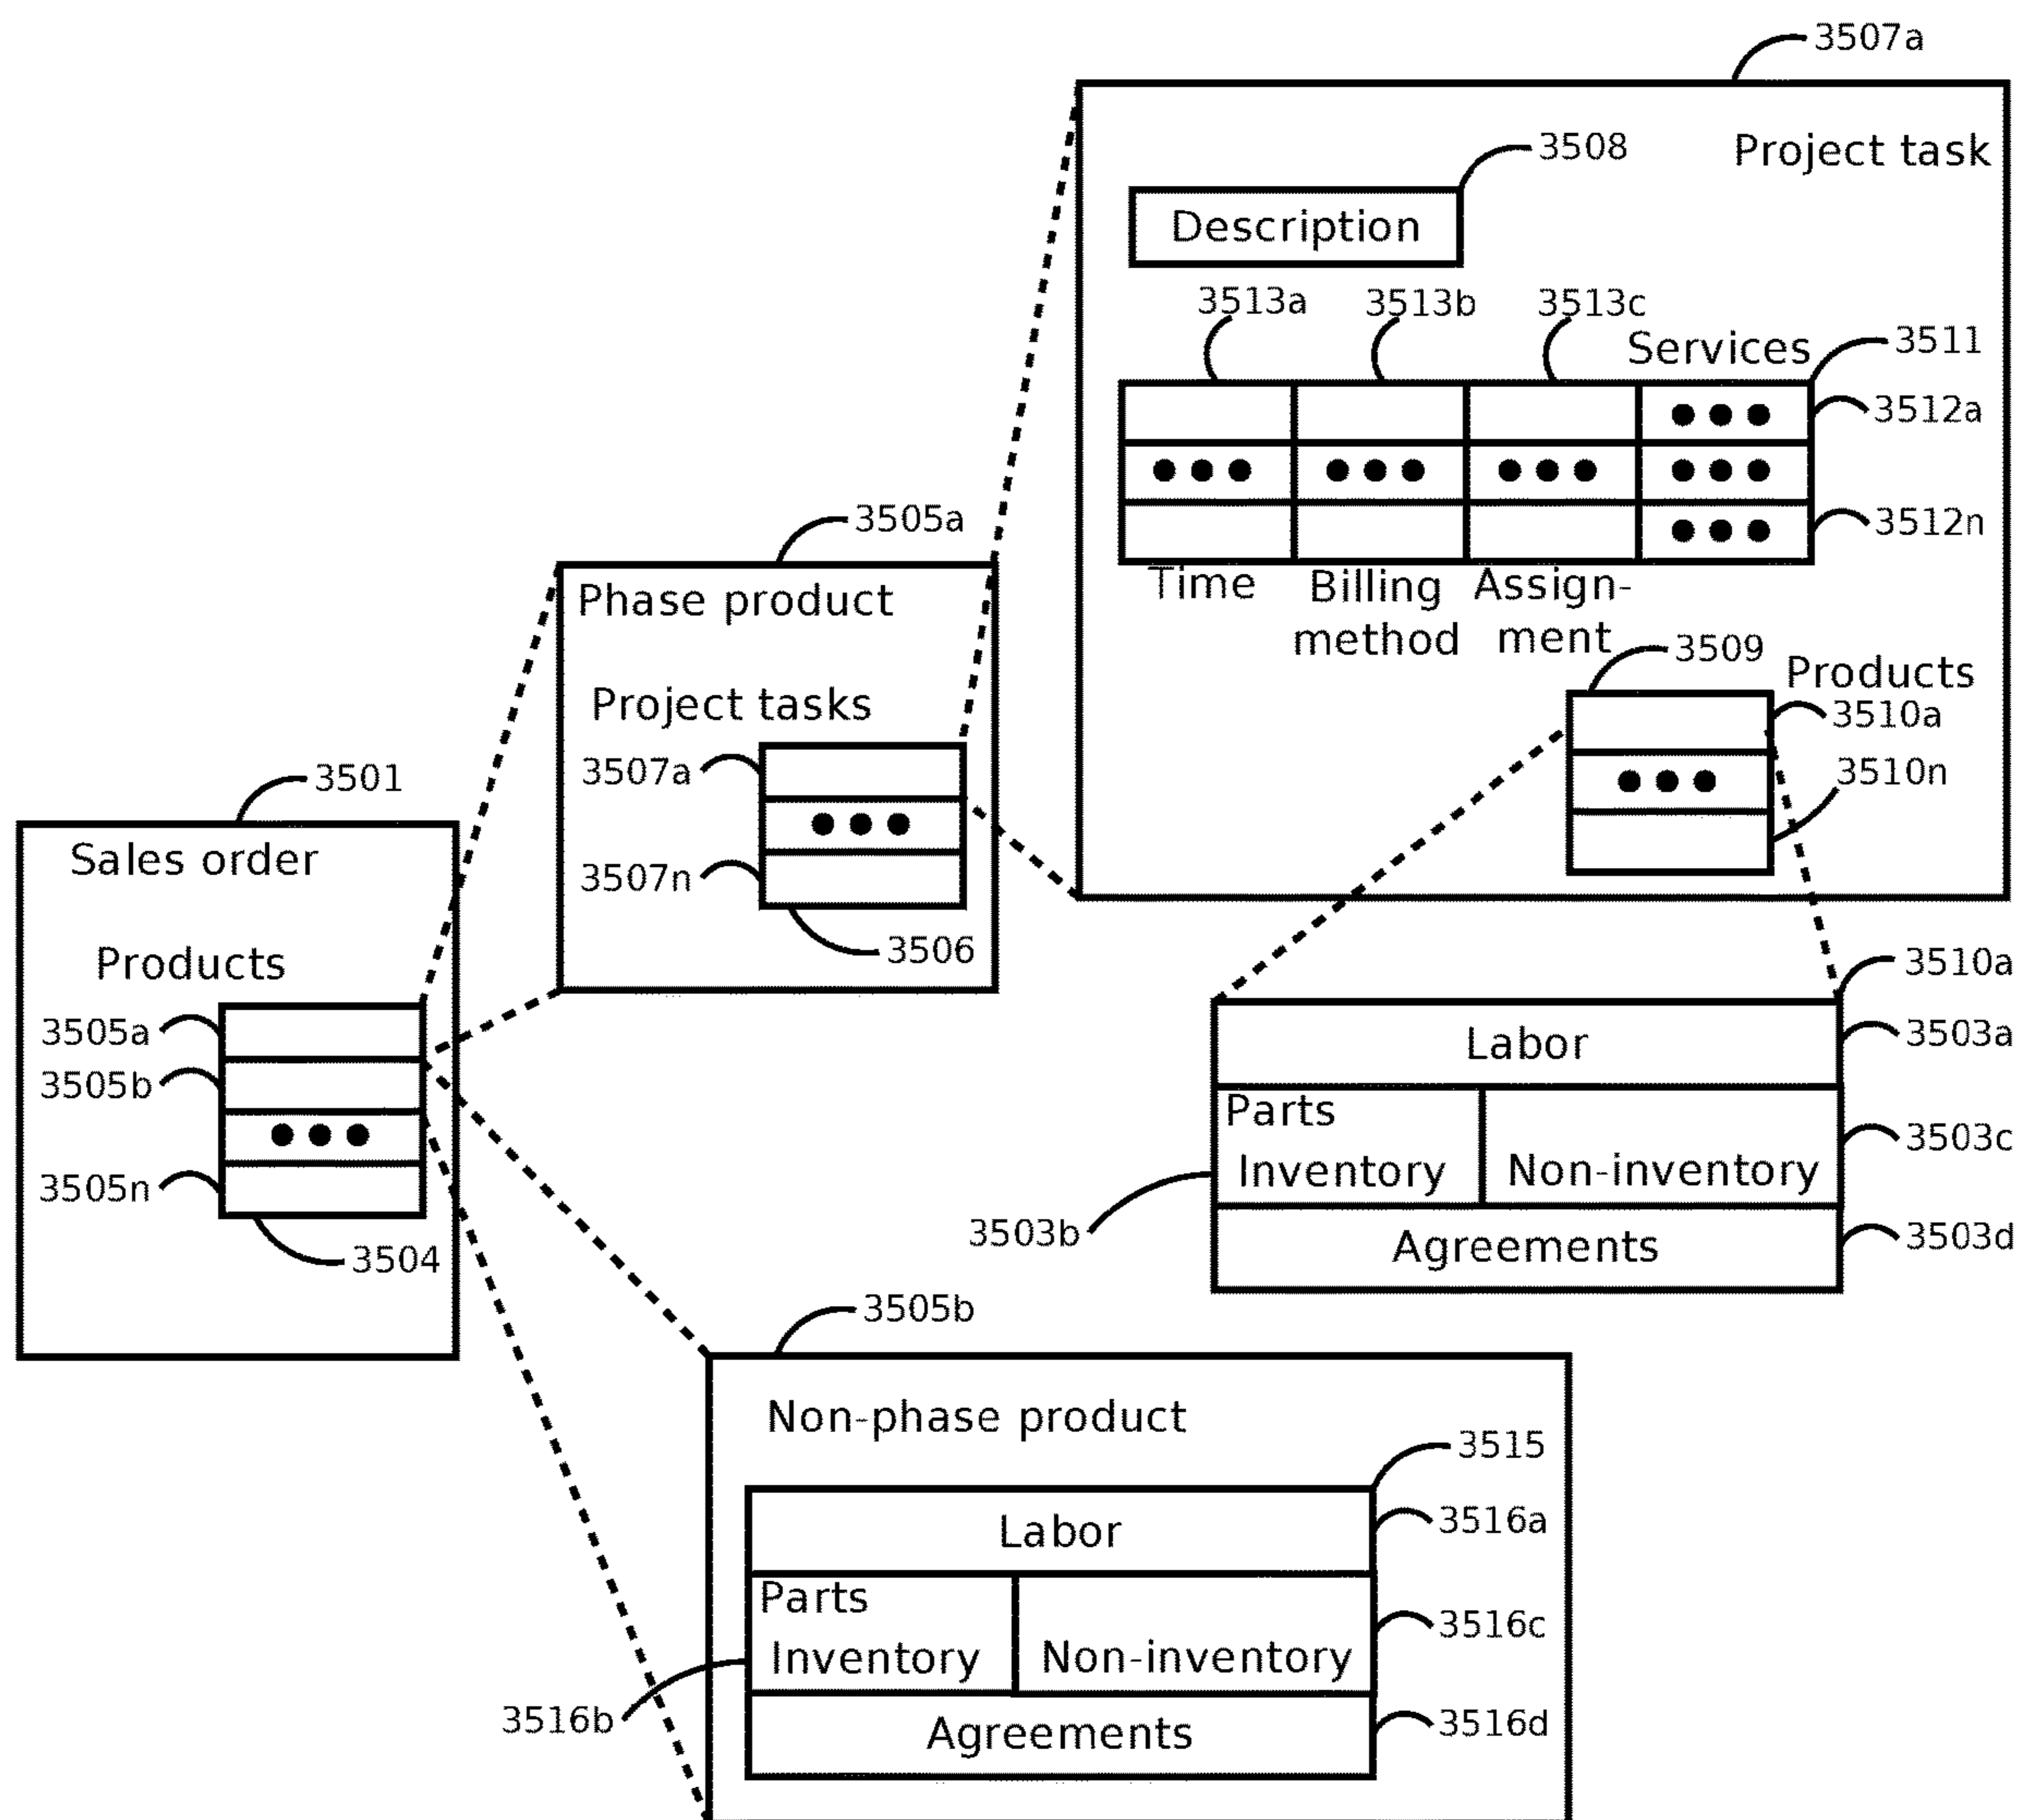 3507a
Project task
3508
Description
3513a
3513b
3513c
Services
3511
3512a
3512n
Time
Billing
method
Assign-
ment
3509
Products
3510a
3510n
3505a
Phase product
Project tasks
3507a
3507n
3506
3501
Sales order
Products
3505a
3505b
3505n
3504
3510a
Labor
3503a
Parts
Inventory
Non-inventory
3503c
3503b
Agreements
3503d
3505b
Non-phase product
3515
Labor
3516a
Parts
Inventory
Non-inventory
3516c
3516b
Agreements
3516d